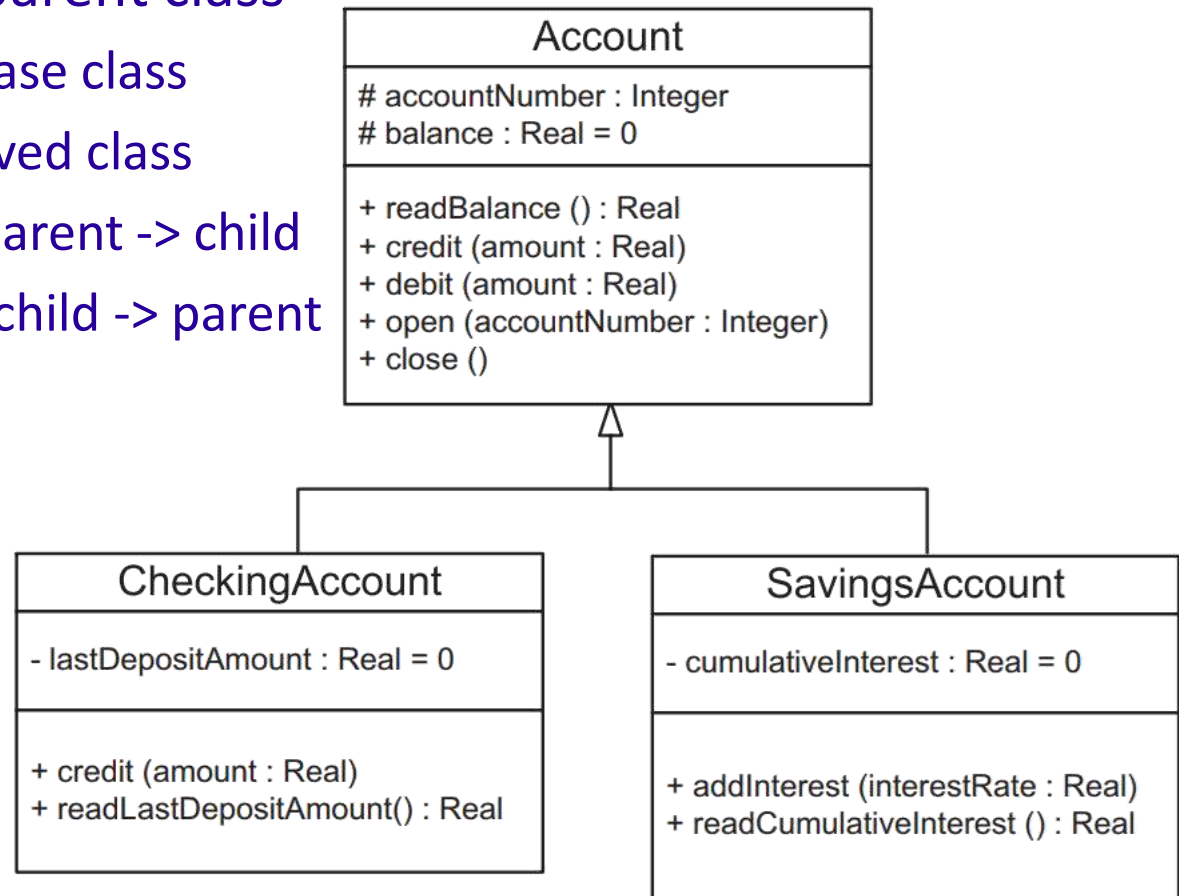 parent class
ase class
ved class
arent -> child
child -> parent
Account
# accountNumber : Integer
# balance : Real = 0
+ readBalance () : Real
+ credit (amount : Real)
+ debit (amount : Real)
+ open (accountNumber : Integer)
+ close ()
CheckingAccount
- lastDepositAmount : Real = 0
+ credit (amount : Real)
+ readLastDepositAmount() : Real
SavingsAccount
- cumulativeInterest : Real = 0
+ addInterest (interestRate : Real)
+ readCumulativeInterest () : Real